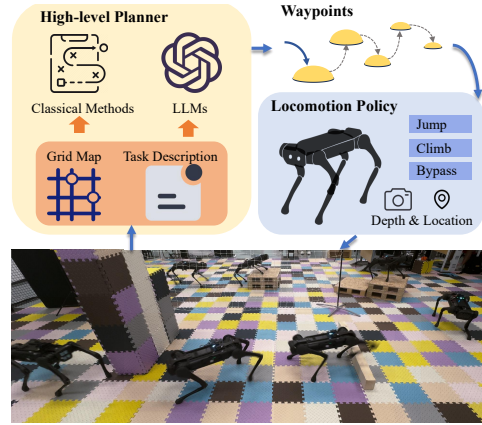 High-level Planner
Classical Methods
LLMs
Grid Map
Task Description
Waypoints
Locomotion Policy
Jump
Climb
Bypass
Depth & Location